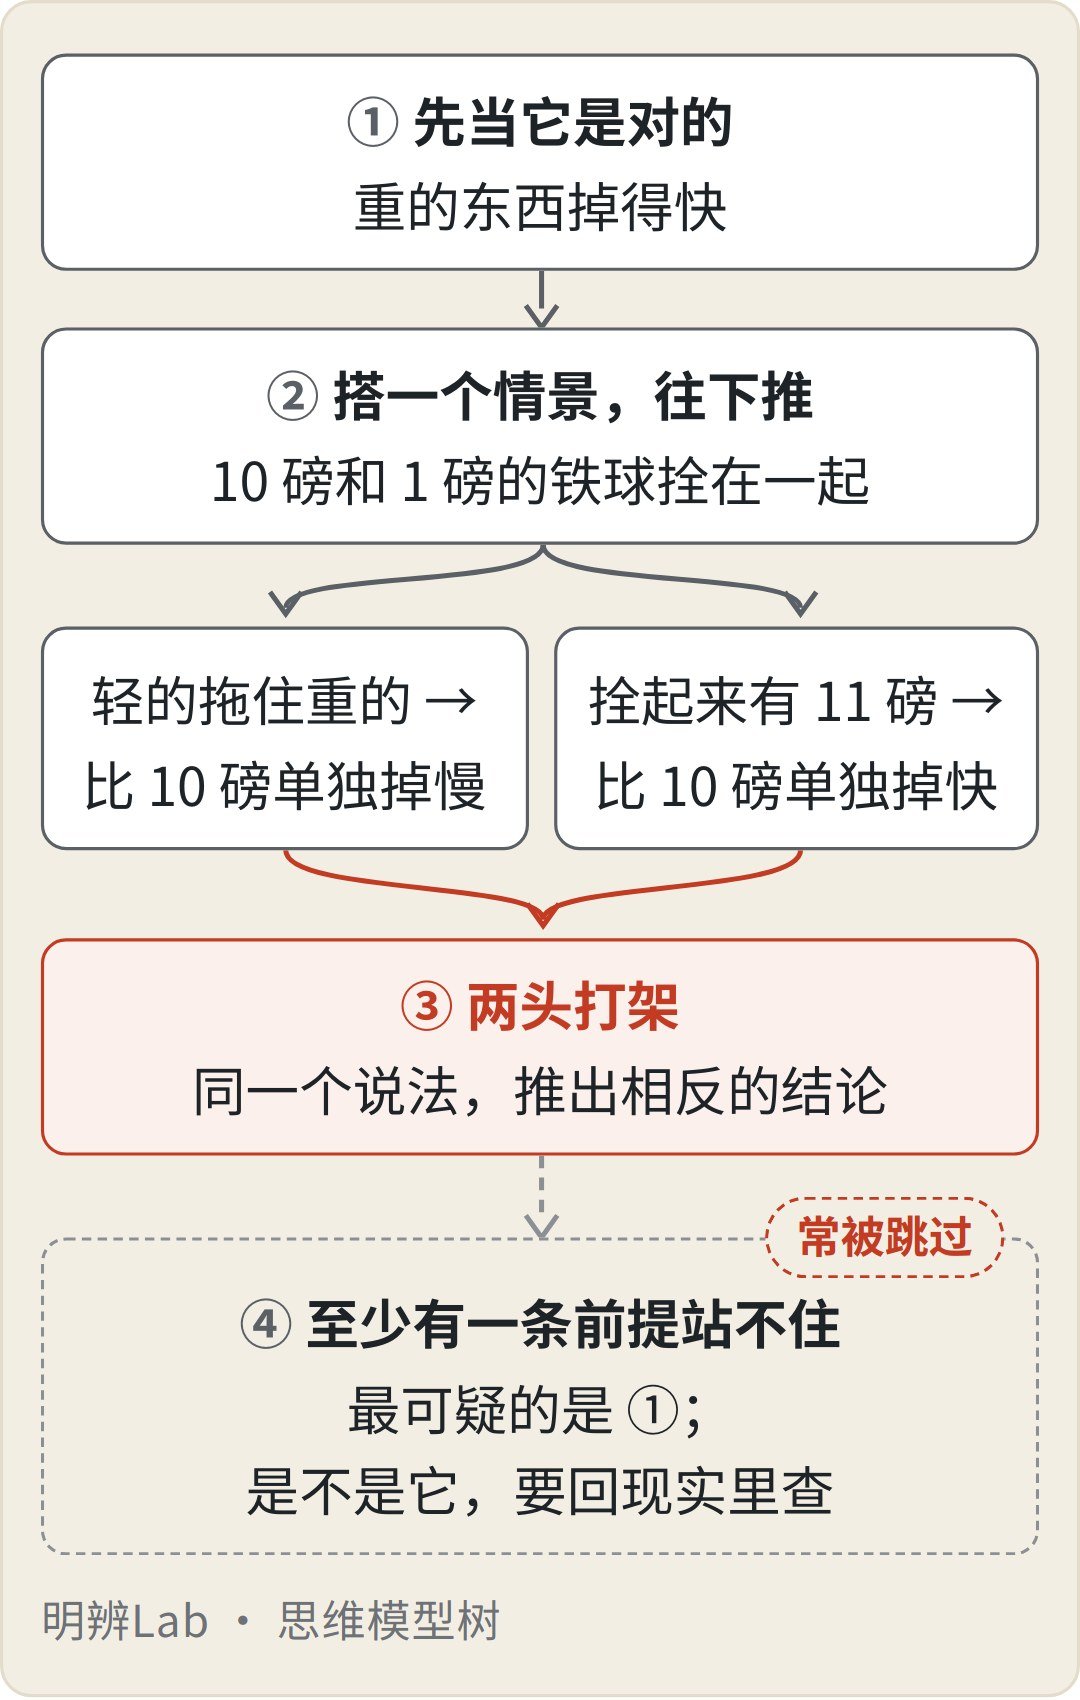 ① 先当它是对的
重的东西掉得快
② 搭一个情景，往下推
10 磅和 1 磅的铁球拴在一起
轻的拖住重的 →
比 10 磅单独掉慢
拴起来有 11 磅 →
比 10 磅单独掉快
③ 两头打架
同一个说法，推出相反的结论
常被跳过
④ 至少有一条前提站不住
最可疑的是 ①；
是不是它，要回现实里查
明辨Lab · 思维模型树